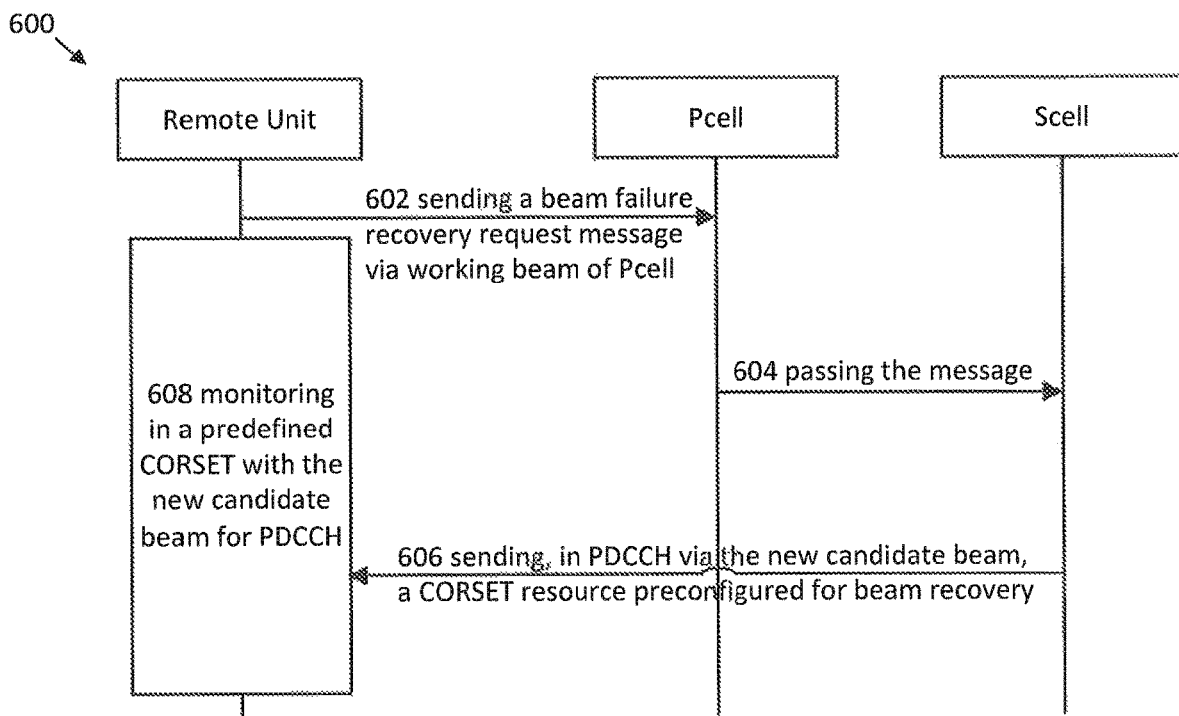 600
Remote Unit
Pcell
Scell
602 sending a beam failure
recovery request message
via working beam of Pcell
604 passing the message
608 monitoring
in a predefined
CORSET with the
new candidate
beam for PDCCH
606 sending, in PDCCH via the new candidate beam,
a CORSET resource preconfigured for beam recovery